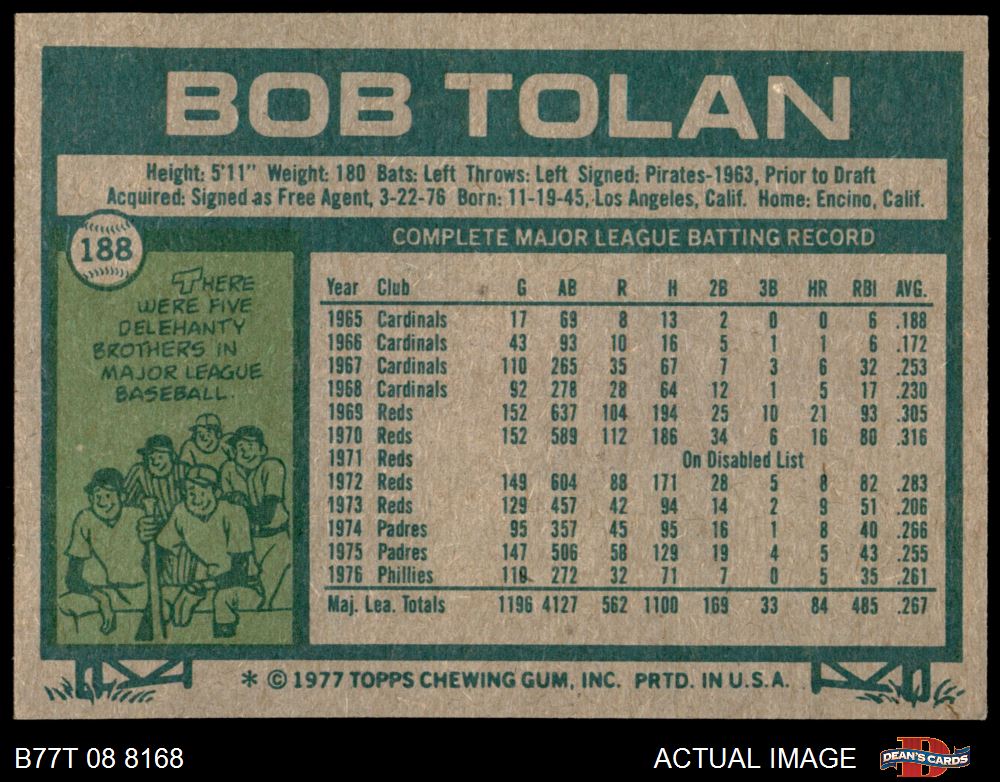 BOB TOLAN
Height: 5'11" Weight: 180 Bats: Left Throws: Left Signed: Pirates-1963, Prior to Draft
Acquired: Signed as Free Agent, 3-22-76 Born: 11-19-45, Los Angeles, Calif. Home: Encino, Calif.
188
THERE
WERE FIVE
DELEHANTY
BROTHERS IN
MAJOR LEAGUE
BASEBALL.
COMPLETE MAJOR LEAGUE BATTING RECORD
Year Club G AB R H 2B 3B HR RBI AVG.
1965 Cardinals 17 69 8 13 2 0 0 6 .188
1966 Cardinals 43 93 10 16 5 1 1 6 .172
1967 Cardinals 110 265 35 67 7 3 6 32 .253
1968 Cardinals 92 278 28 64 12 1 5 17 .230
1969 Reds 152 637 104 194 25 10 21 93 .305
1970 Reds 152 589 112 186 34 6 16 80 .316
1971 Reds On Disabled List
1972 Reds 149 604 88 171 28 5 8 82 .283
1973 Reds 129 457 42 94 14 2 9 51 .206
1974 Padres 95 357 45 95 16 1 8 40 .266
1975 Padres 147 506 58 129 19 4 5 43 .255
1976 Phillies 110 272 32 71 7 0 5 35 .261
Maj. Lea. Totals 1196 4127 562 1100 169 33 84 485 .267
* © 1977 TOPPS CHEWING GUM, INC. PRTD. IN U.S.A.
B77T 08 8168
ACTUAL IMAGE
DEAN'S CARDS